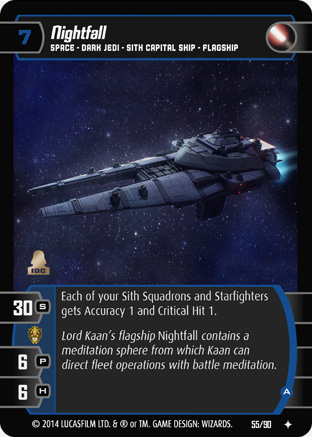 7
Nightfall
SPACE • DARK JEDI • SITH CAPITAL SHIP • FLAGSHIP
IDC
30 S
Each of your Sith Squadrons and Starfighters
gets Accuracy 1 and Critical Hit 1.
6 P
Lord Kaan's flagship Nightfall contains a
meditation sphere from which Kaan can
direct fleet operations with battle meditation.
6 H
A
© 2014 LUCASFILM LTD. & ® or TM. GAME DESIGN: WIZARDS.
55/90